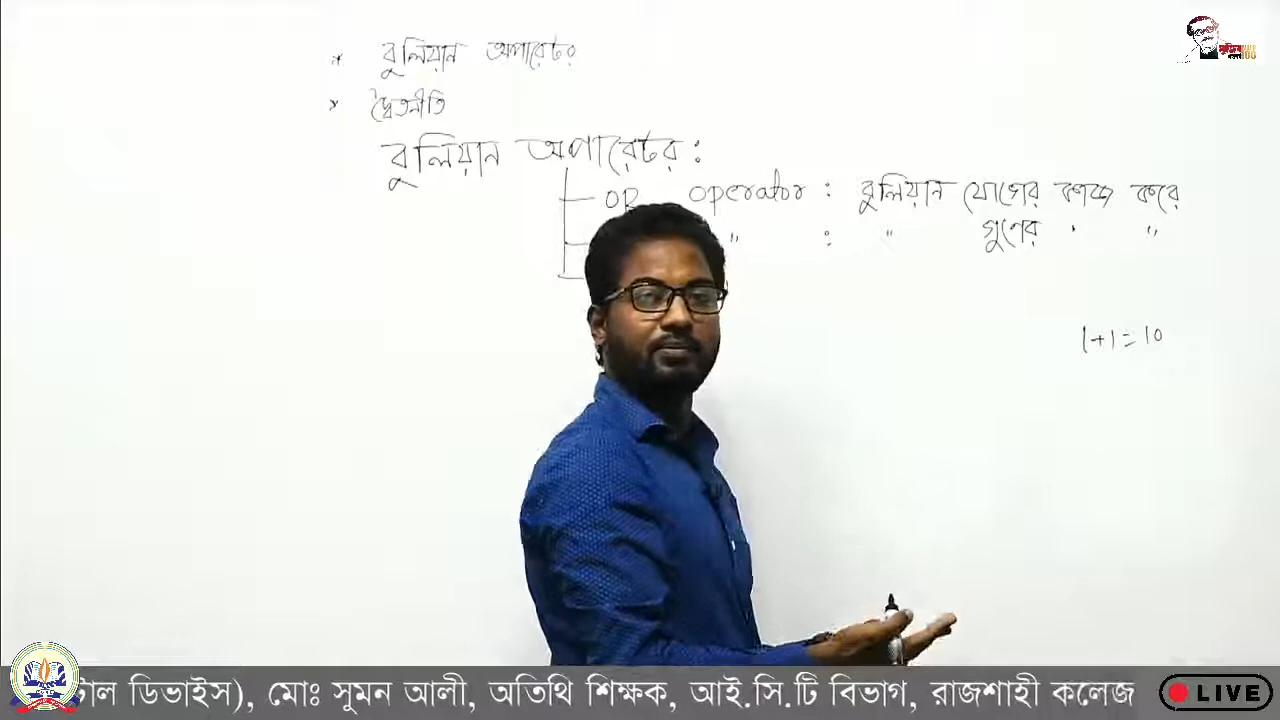 * বুলিয়ান অপারেটর
* দ্বৈতনীতি
বুলিয়ান অপারেটর :
OR operator : বুলিয়ান যোগের কাজ করে
" : " গুণের " "
1+1=10
টাল ডিভাইস), মোঃ সুমন আলী, অতিথি শিক্ষক, আই.সি.টি বিভাগ, রাজশাহী কলেজ
LIVE